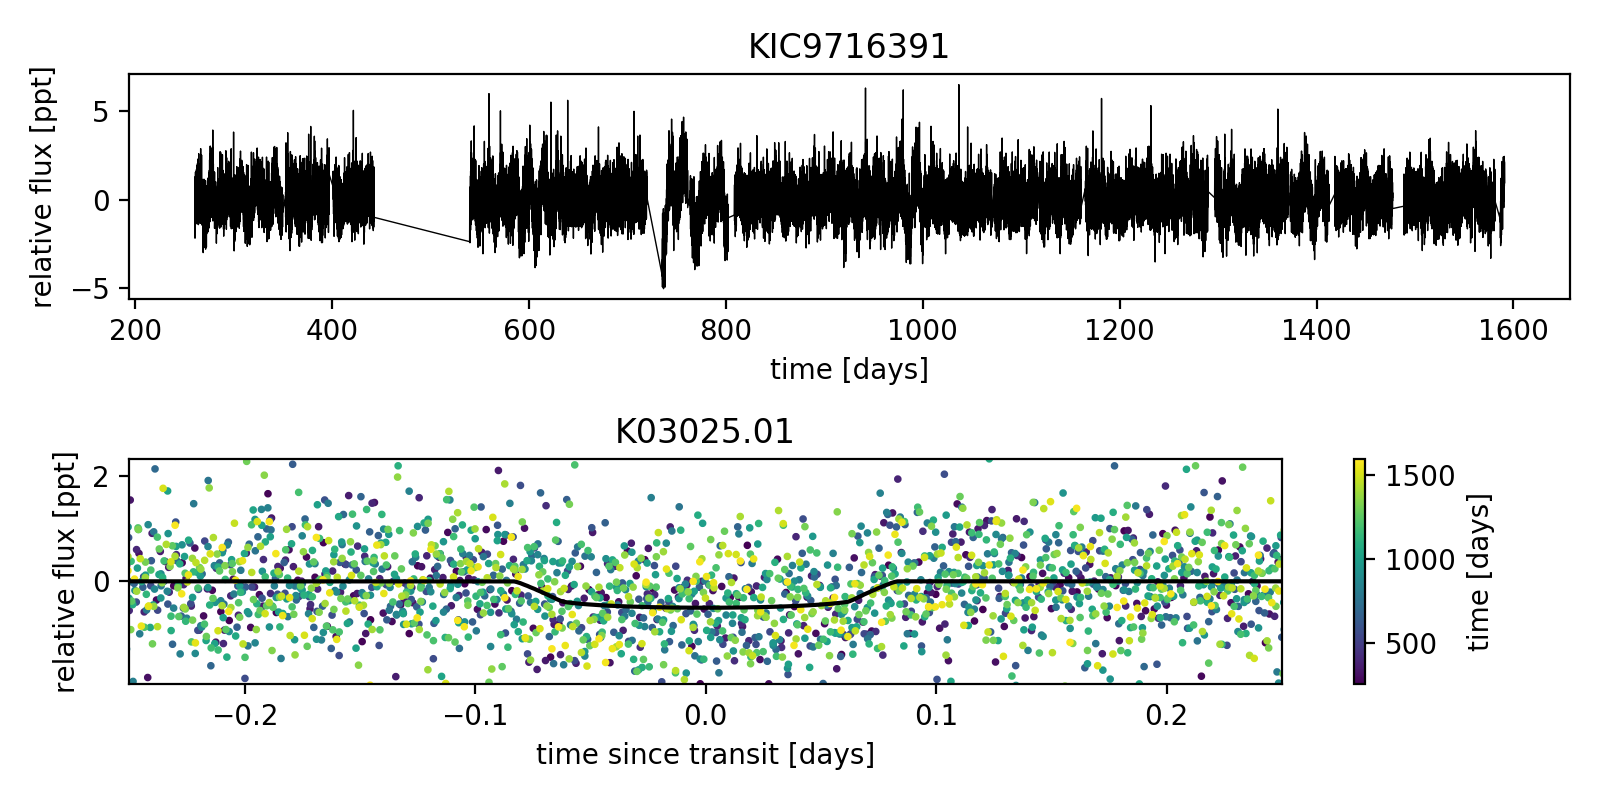 KIC9716391
relative flux [ppt]
5
0
−5
200 400 600 800 1000 1200 1400 1600
time [days]
K03025.01
relative flux [ppt]
2
0
−0.2 −0.1 0.0 0.1 0.2
time since transit [days]
1500
1000
500
time [days]